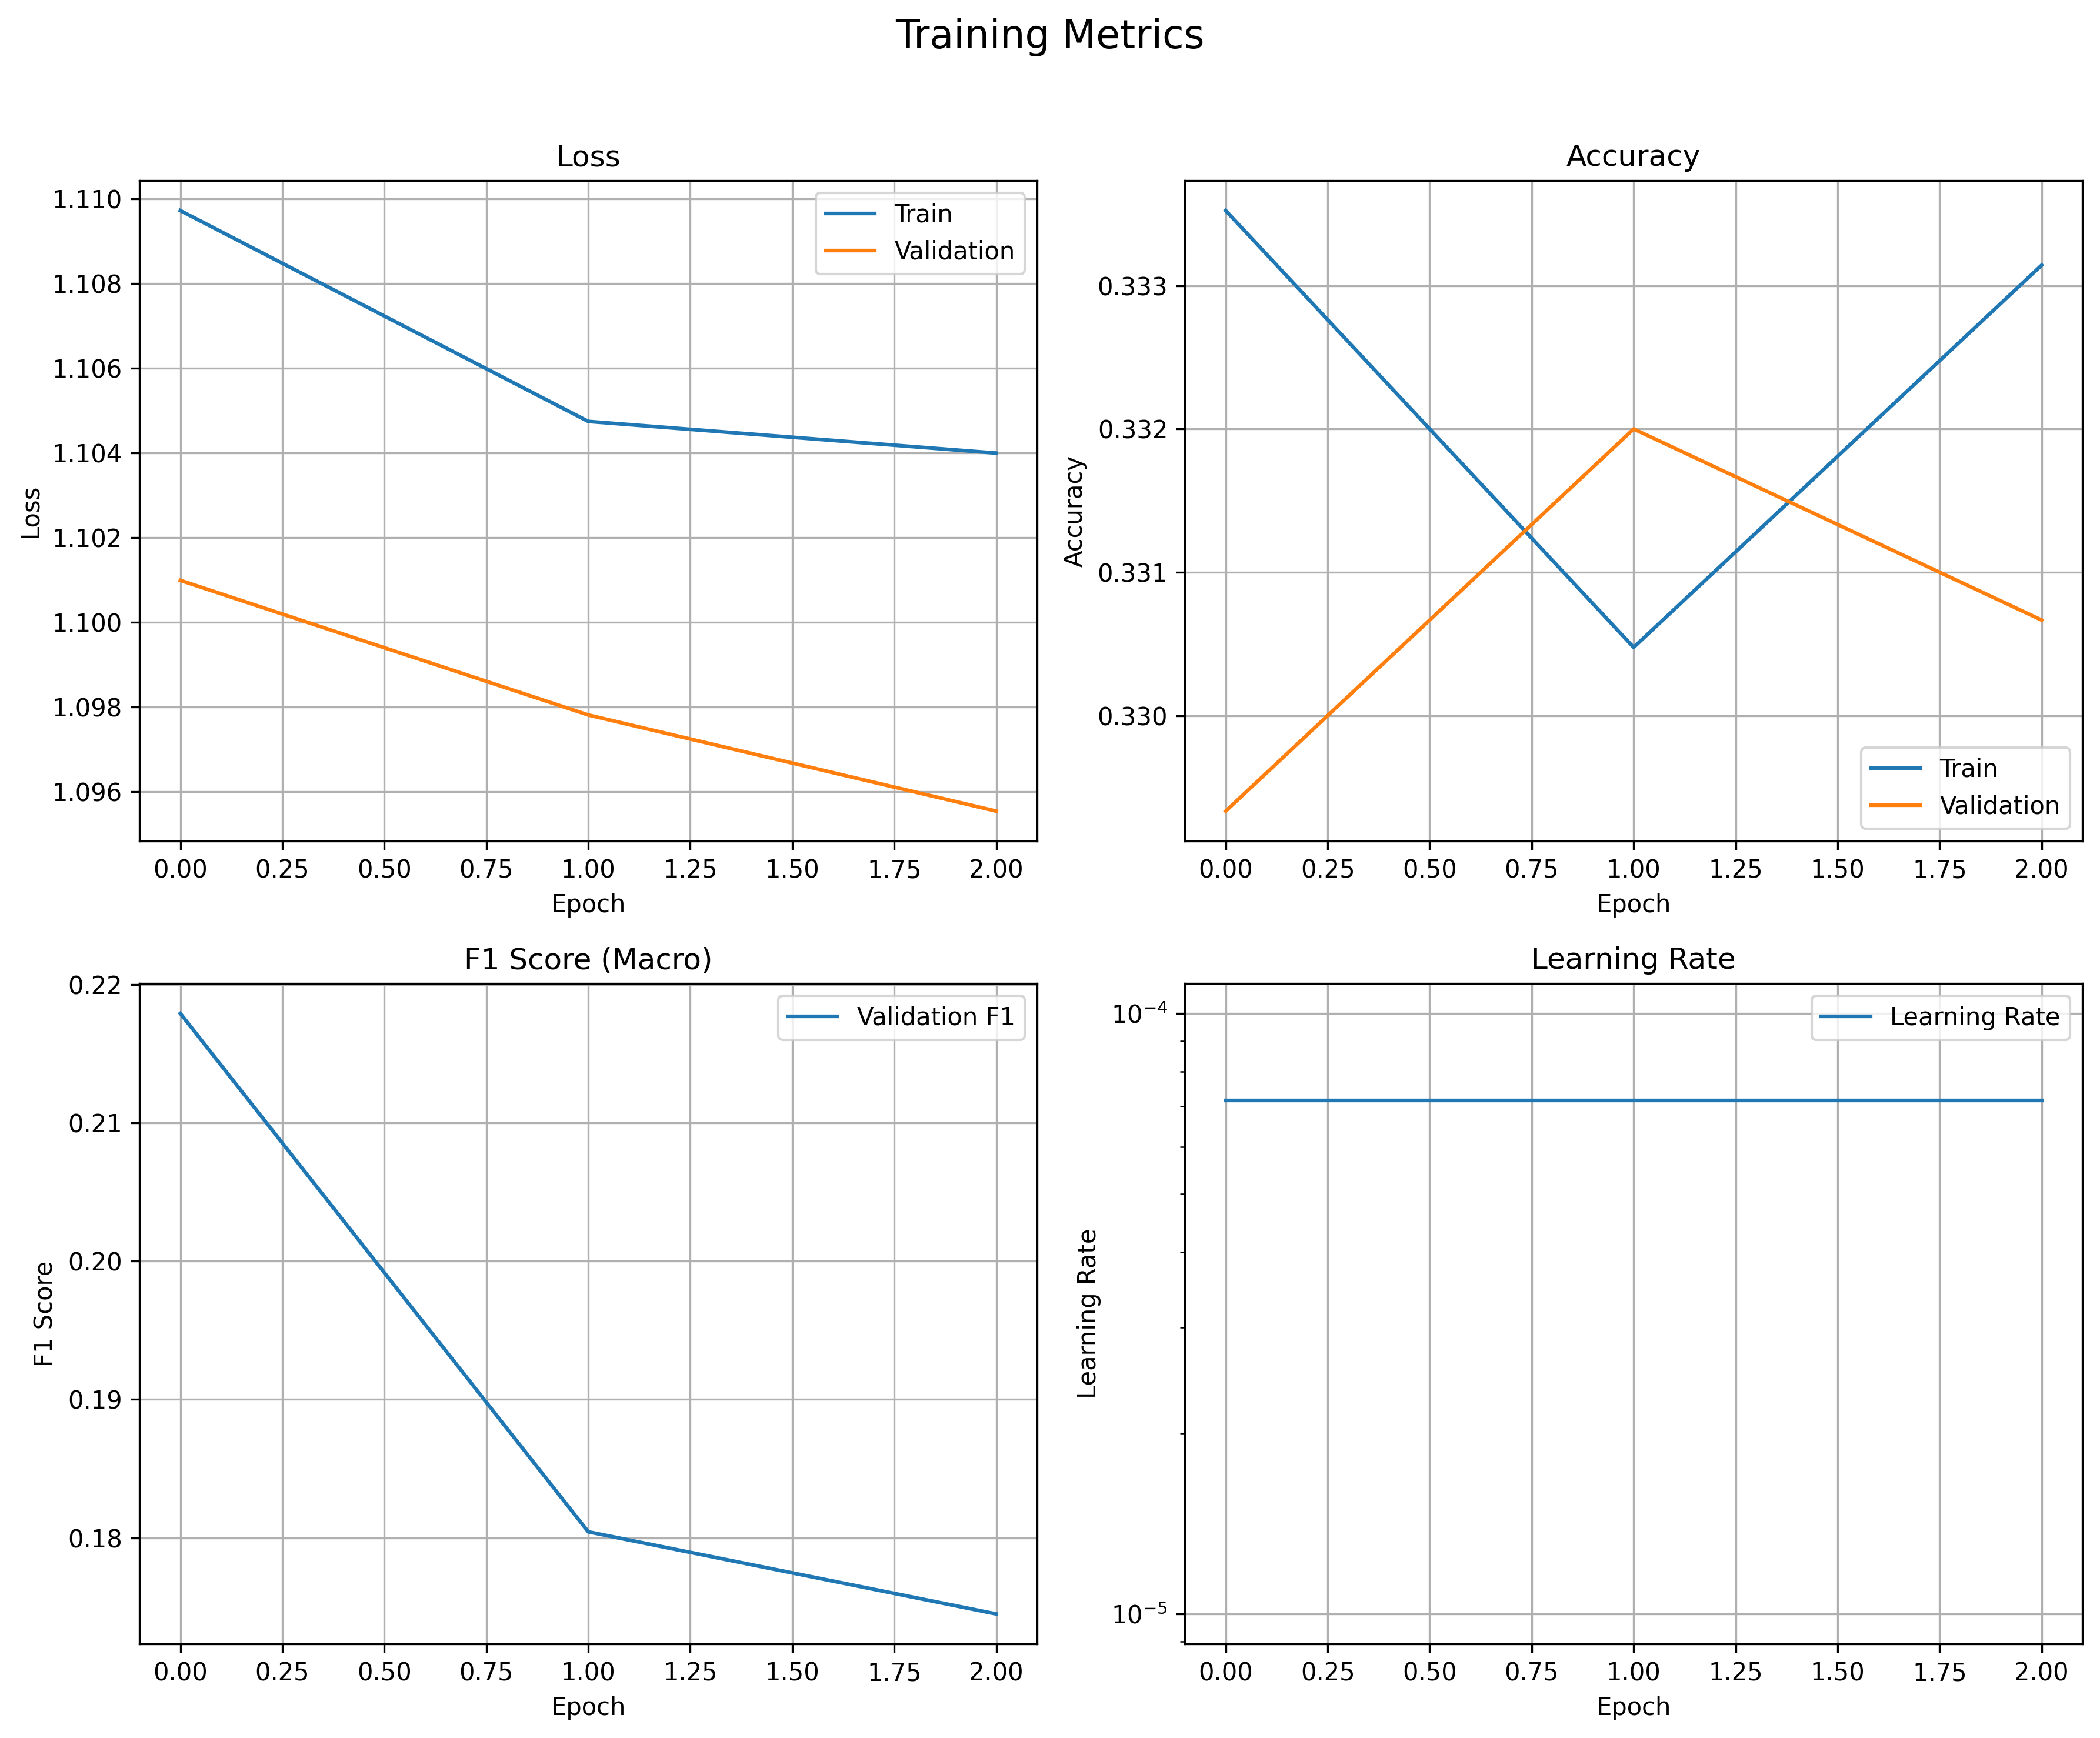 Training Metrics
Loss
1.110
1.108
1.106
1.104
1.102
1.100
1.098
1.096
Loss
Train
Validation
0.00 0.25 0.50 0.75 1.00 1.25 1.50 1.75 2.00
Epoch
Accuracy
0.333
0.332
0.331
0.330
Accuracy
Train
Validation
0.00 0.25 0.50 0.75 1.00 1.25 1.50 1.75 2.00
Epoch
F1 Score (Macro)
0.22
0.21
0.20
0.19
0.18
F1 Score
Validation F1
0.00 0.25 0.50 0.75 1.00 1.25 1.50 1.75 2.00
Epoch
Learning Rate
10⁻⁴
10⁻⁵
Learning Rate
Learning Rate
0.00 0.25 0.50 0.75 1.00 1.25 1.50 1.75 2.00
Epoch